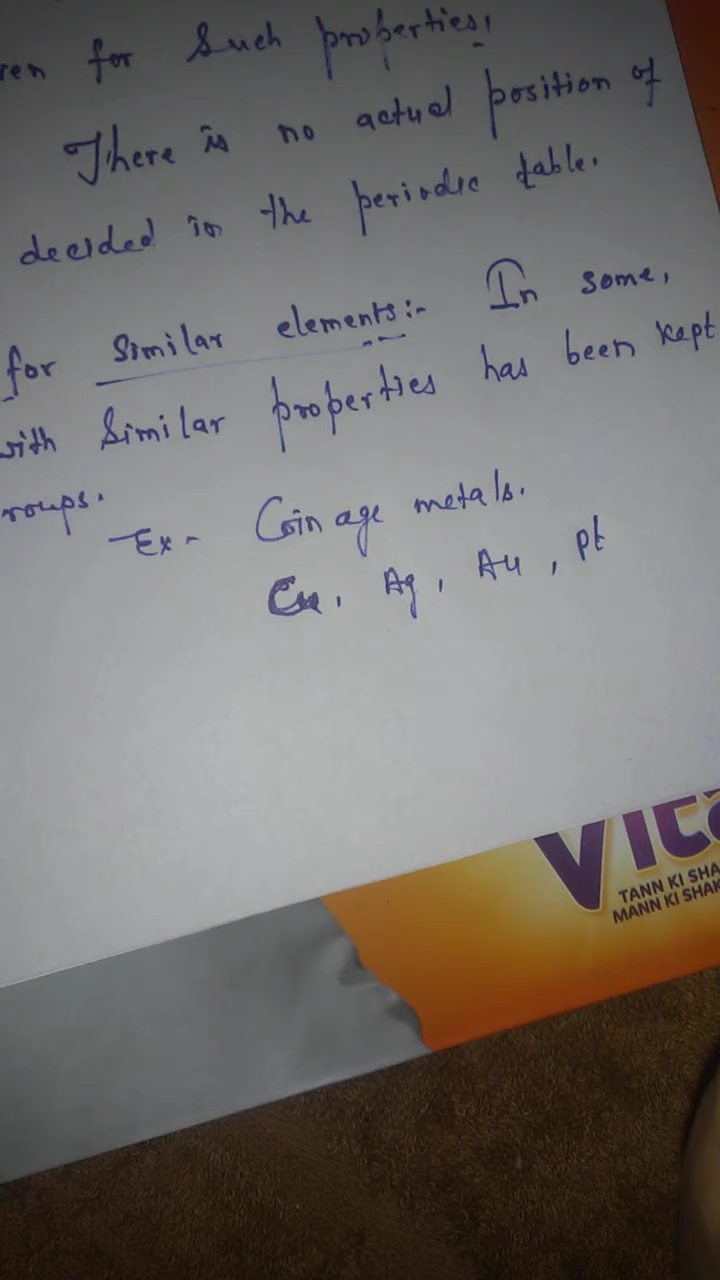 ren for Such properties.
There is no actual position of
decided in the periodic table.
for Similar elements:- In some,
with Similar properties has been kept
roups.
Ex- Coinage metals.
Cu, Ag, Au, Pt
Vita
TANN KI SHA
MANN KI SHAK